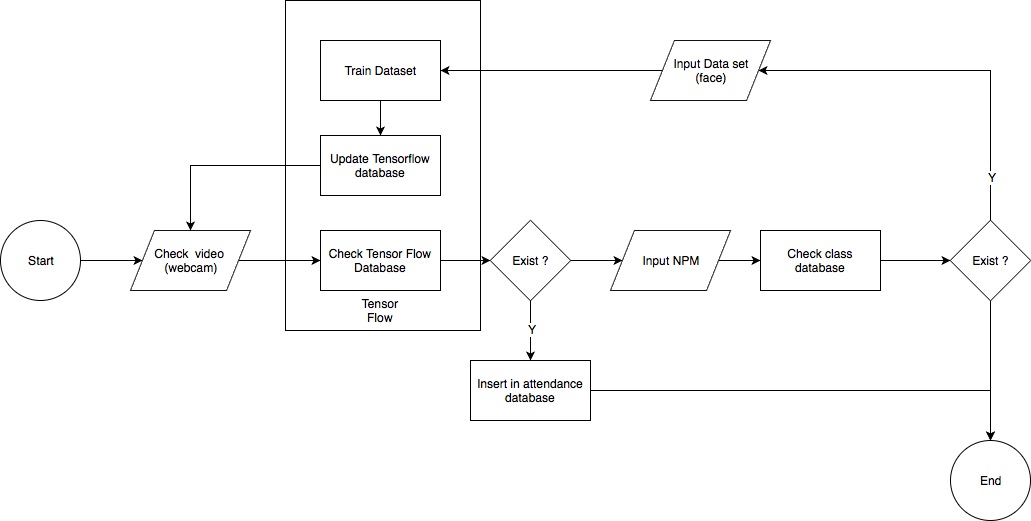 Train Dataset
Input Data set
(face)
Update Tensorflow
database
Y
Start
Check  video
(webcam)
Check Tensor Flow
Database
Exist ?
Input NPM
Check class
database
Exist ?
Tensor
Flow
Y
Insert in attendance
database
End